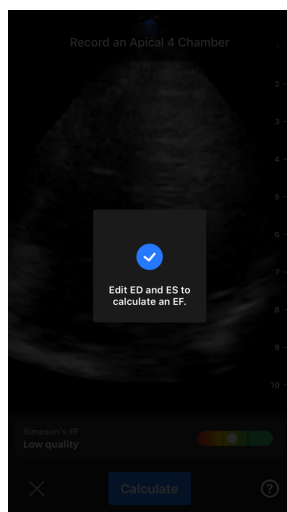 Record an Apical 4 Chamber
2
3
4
5
6
7
8
9
10
Edit ED and ES to
calculate an EF.
Simpson's EF
Low quality
Calculate
?